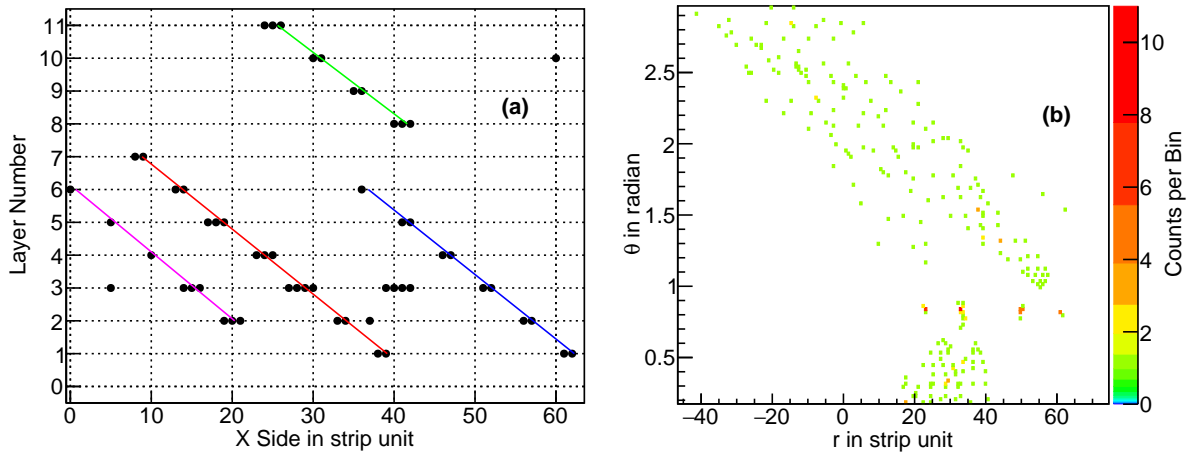 11
10
9
8
7
6
5
4
3
2
1
0
Layer Number
(a)
0 10 20 30 40 50 60
X Side in strip unit
2.5
2
1.5
1
0.5
θ in radian
(b)
−40 −20 0 20 40 60
r in strip unit
10
8
6
4
2
0
Counts per Bin